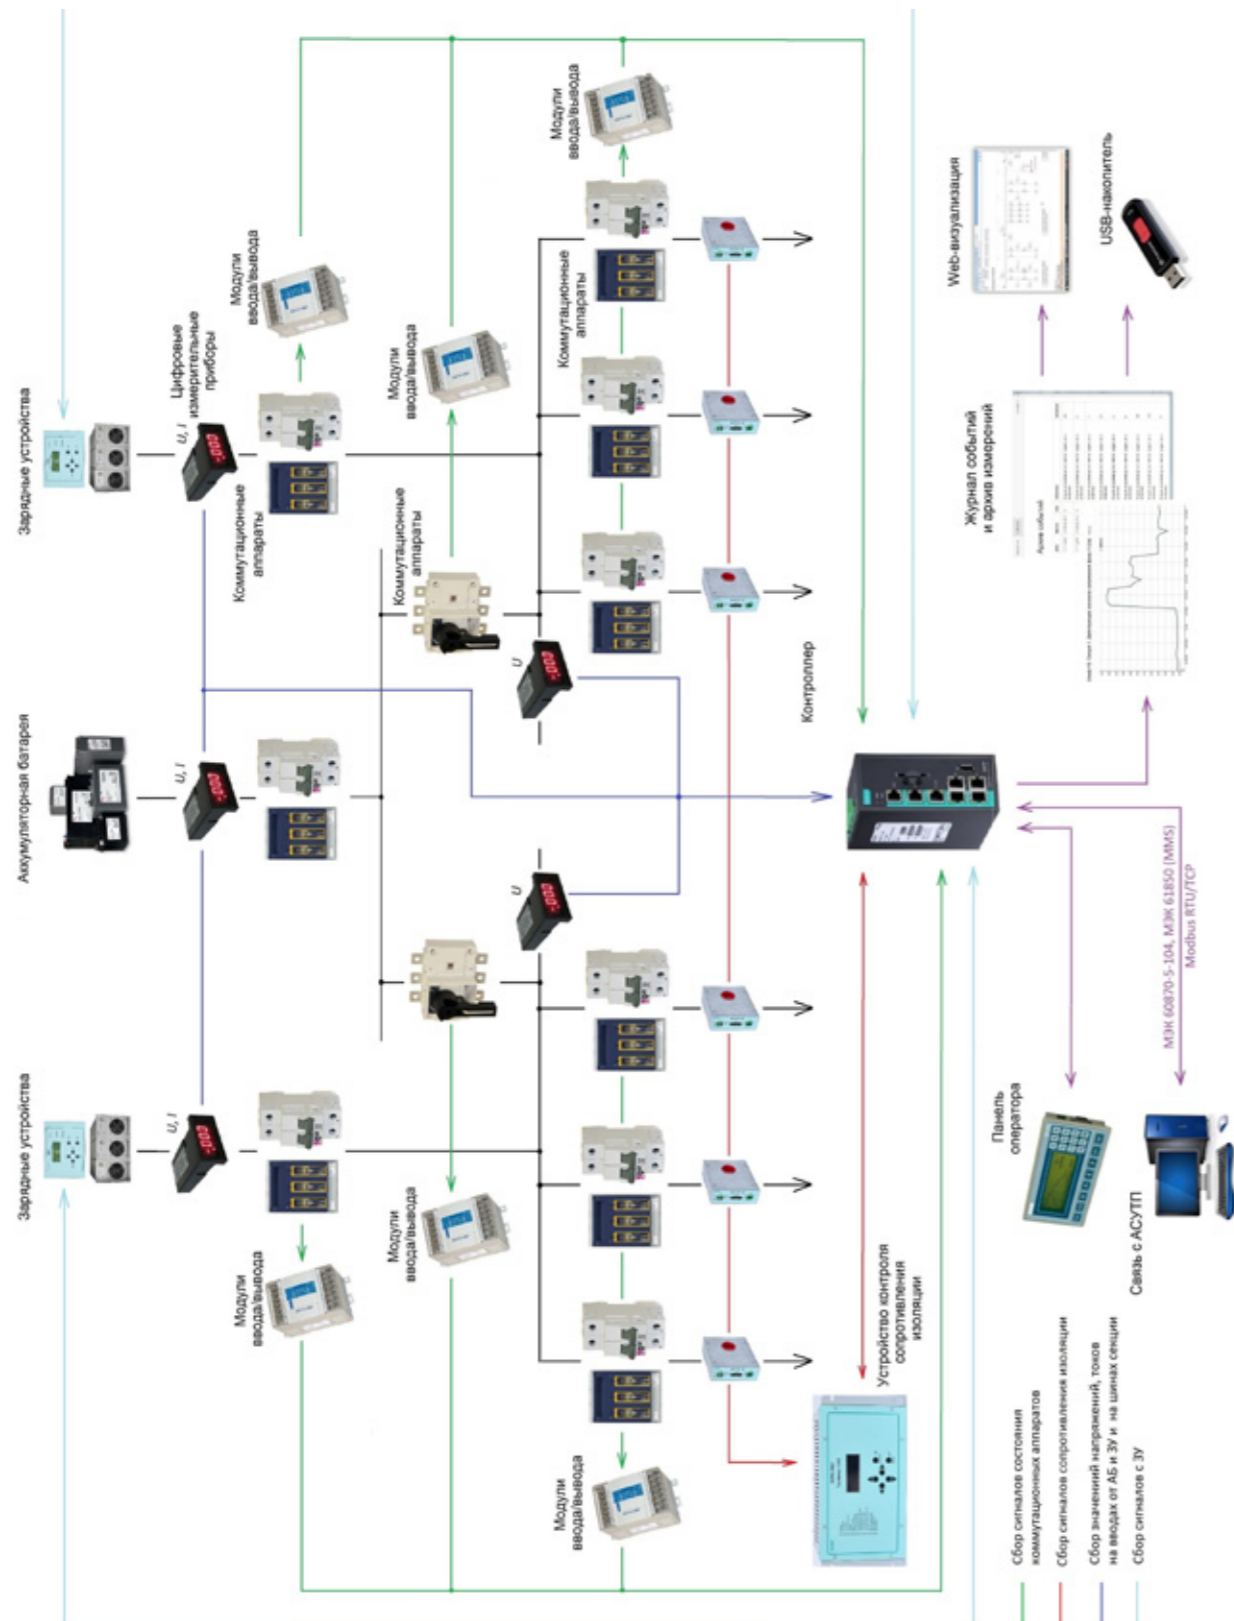 Зарядные устройства
Аккумуляторная батарея
Зарядные устройства
U, I
U, I
U, I
Цифровые
измерительные
приборы
Модули
ввода/вывода
Модули
ввода/вывода
Коммутационные
аппараты
Модули
ввода/вывода
Коммутационные
аппараты
Модули
ввода/вывода
U
U
Модули
ввода/вывода
Коммутационные
аппараты
Модули
ввода/вывода
Контроллер
Устройство контроля
сопротивления
изоляции
Журнал событий
и архив измерений
Архив событий
Web-визуализация
USB-накопитель
Панель
оператора
Связь с АСУТП
МЭК 60870-5-104, МЭК 61850 (MMS)
Modbus RTU/TCP
Сбор сигналов состояния
коммутационных аппаратов
Сбор сигналов сопротивления изоляции
Сбор значений напряжений, токов
на вводах от АБ и ЗУ и на шинах секции
Сбор сигналов с ЗУ